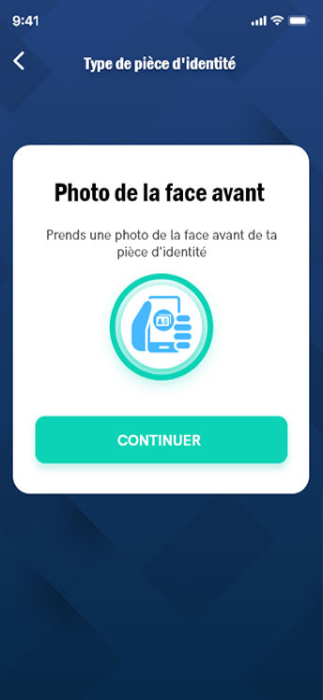 9:41
Type de pièce d'identité
Photo de la face avant
Prends une photo de la face avant de ta
pièce d'identité
CONTINUER